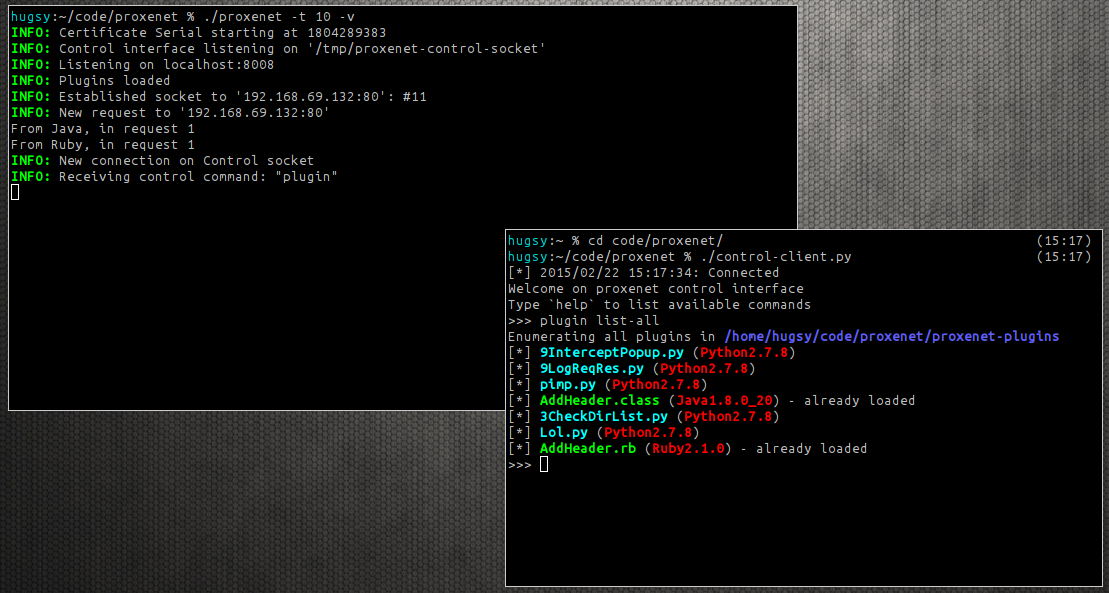 hugsy:~/code/proxenet % ./proxenet -t 10 -v
INFO: Certificate Serial starting at 1804289383
INFO: Control interface listening on '/tmp/proxenet-control-socket'
INFO: Listening on localhost:8008
INFO: Plugins loaded
INFO: Established socket to '192.168.69.132:80': #11
INFO: New request to '192.168.69.132:80'
From Java, in request 1
From Ruby, in request 1
INFO: New connection on Control socket
INFO: Receiving control command: "plugin"
hugsy:~ % cd code/proxenet/ (15:17)
hugsy:~/code/proxenet % ./control-client.py (15:17)
[*] 2015/02/22 15:17:34: Connected
Welcome on proxenet control interface
Type `help` to list available commands
>>> plugin list-all
Enumerating all plugins in /home/hugsy/code/proxenet/proxenet-plugins
[*] 9InterceptPopup.py (Python2.7.8)
[*] 9LogReqRes.py (Python2.7.8)
[*] pimp.py (Python2.7.8)
[*] AddHeader.class (Java1.8.0_20) - already loaded
[*] 3CheckDirList.py (Python2.7.8)
[*] Lol.py (Python2.7.8)
[*] AddHeader.rb (Ruby2.1.0) - already loaded
>>>